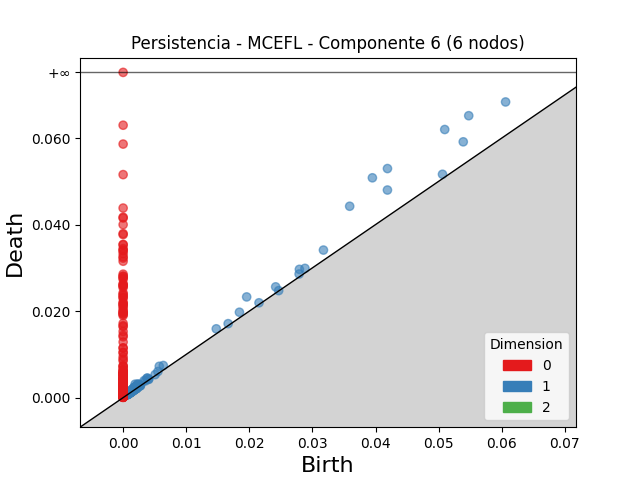 Persistencia - MCEFL - Componente 6 (6 nodos)
+∞
0.060
0.040
0.020
0.000
Death
0.00 0.01 0.02 0.03 0.04 0.05 0.06 0.07
Birth
Dimension
0
1
2